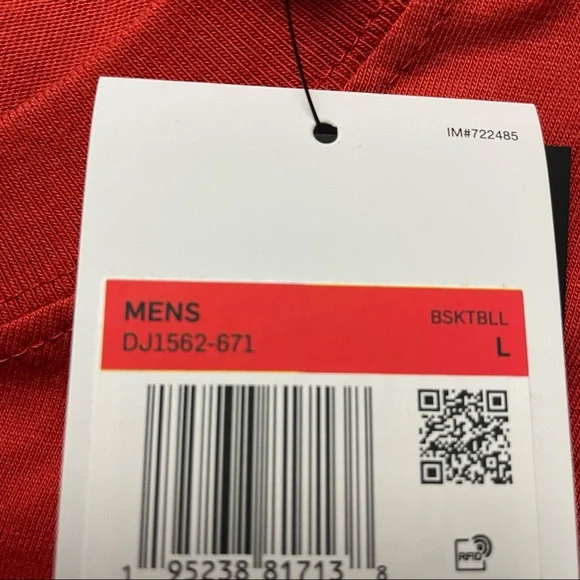 IM#722485
MENS BSKTBLL
DJ1562-671 L
1 95238 81713 8
RFID